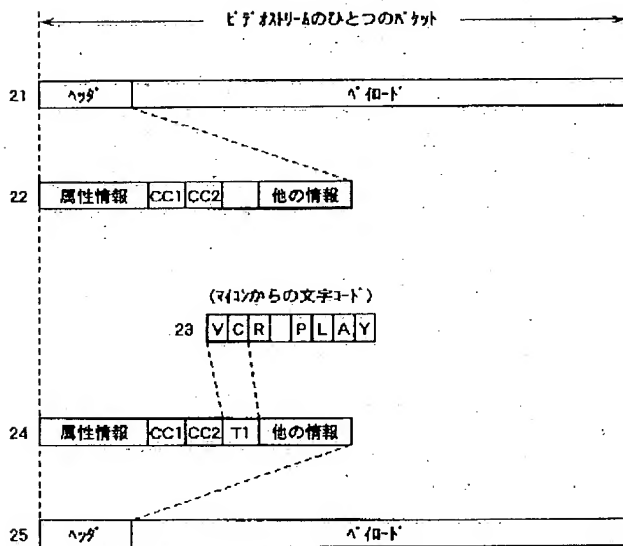 ビデオストリームのひとつのパケット
21 ヘッダ ペイロード
22 属性情報 CC1 CC2 他の情報
(マイコンからの文字コード)
23 V C R P L A Y
24 属性情報 CC1 CC2 T1 他の情報
25 ヘッダ ペイロード